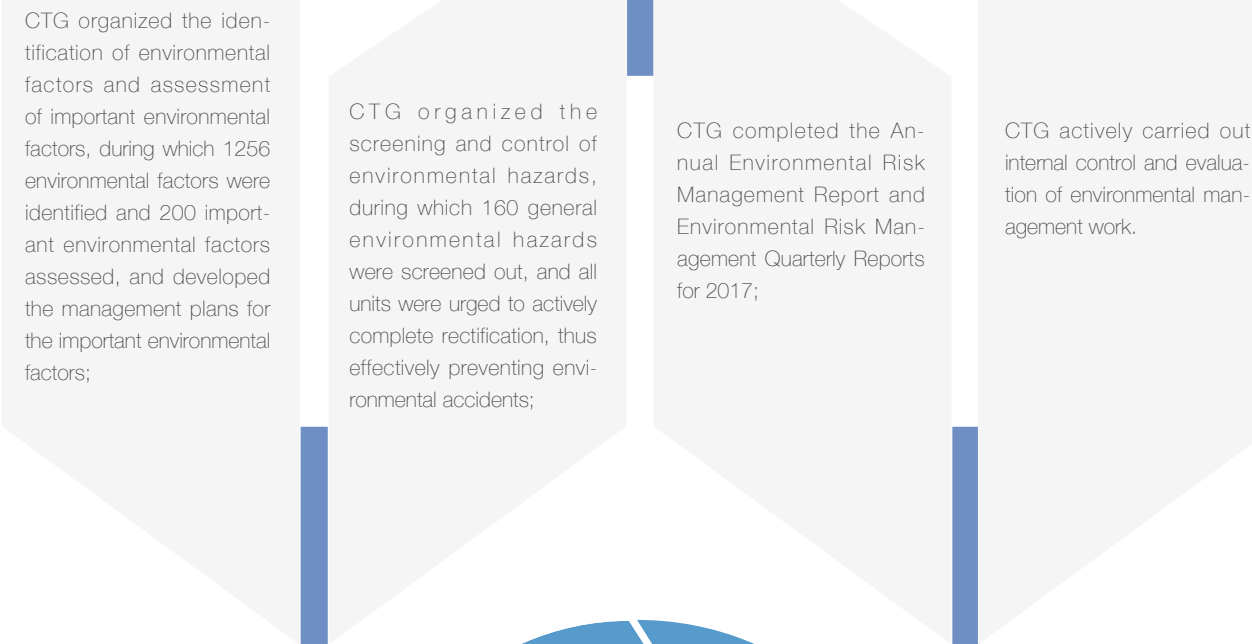 CTG organized the iden-
tification of environmental
factors and assessment
of important environmental
factors, during which 1256
environmental factors were
identified and 200 import-
ant environmental factors
assessed, and developed
the management plans for
the important environmental
factors;
CTG organized the
screening and control of
environmental hazards,
during which 160 general
environmental hazards
were screened out, and all
units were urged to actively
complete rectification, thus
effectively preventing envi-
ronmental accidents;
CTG completed the An-
nual Environmental Risk
Management Report and
Environmental Risk Man-
agement Quarterly Reports
for 2017;
CTG actively carried out
internal control and evalua-
tion of environmental man-
agement work.